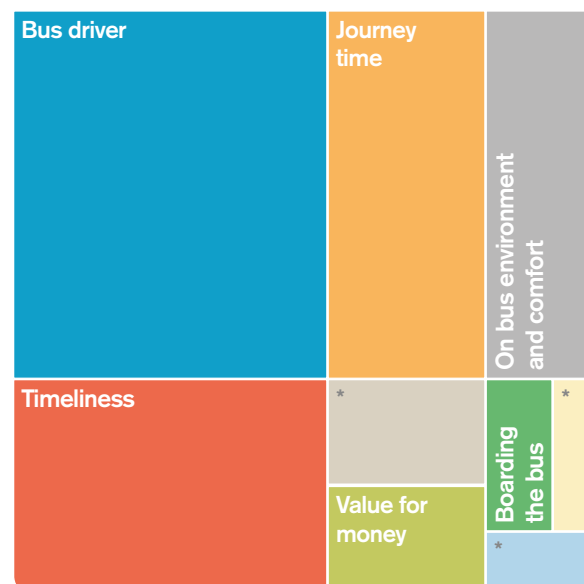 Bus driver
Journey
time
On bus environment
and comfort
Timeliness
*
Value for
money
Boarding
the bus
*
*